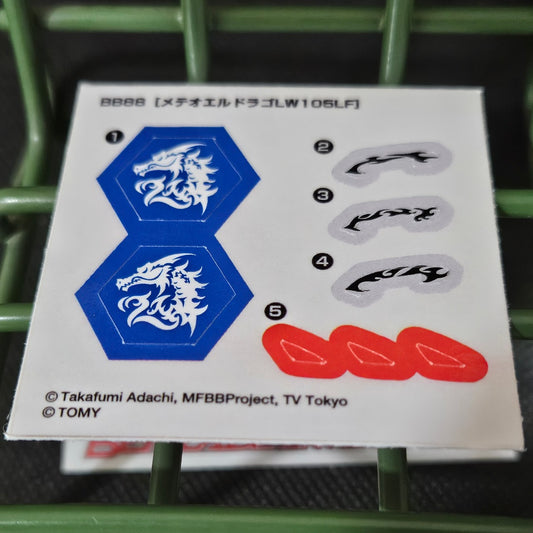 BB88 [メテオエルドラゴLW105LF]
1
2
3
4
5
© Takafumi Adachi, MFBBProject, TV Tokyo
© TOMY